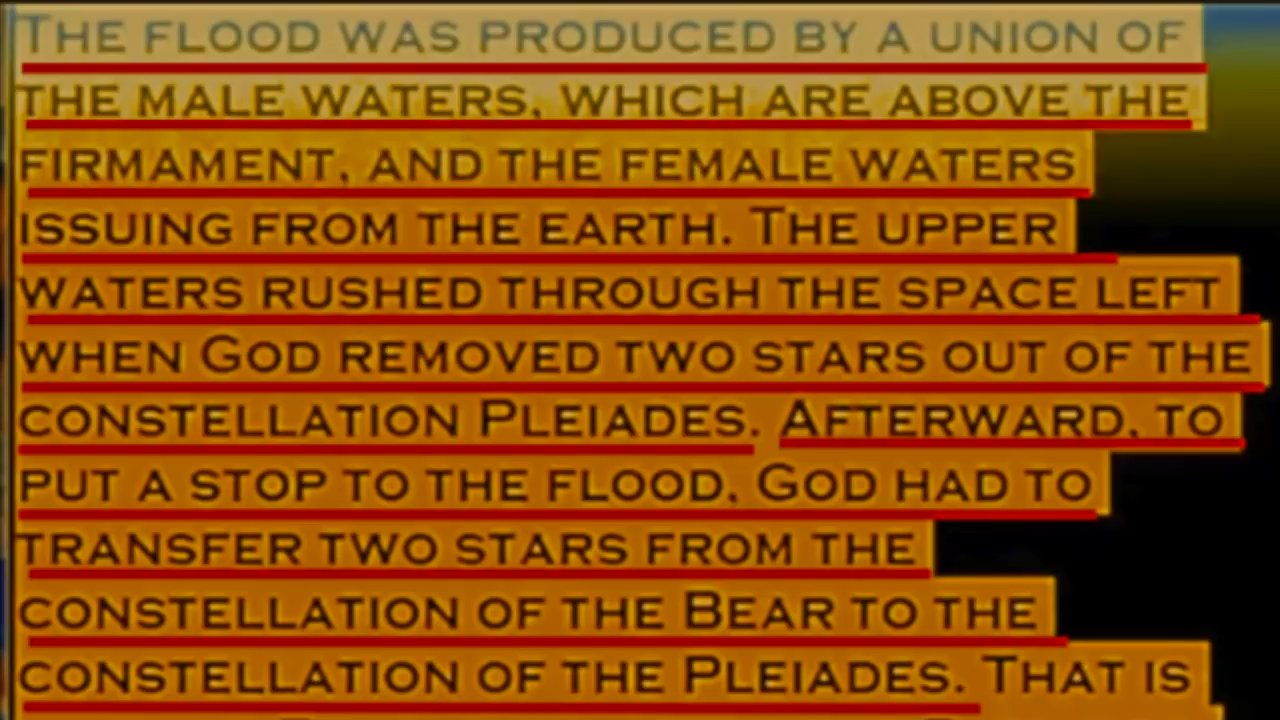 The flood was produced by a union of
the male waters, which are above the
firmament, and the female waters
issuing from the earth. The upper
waters rushed through the space left
when God removed two stars out of the
constellation Pleiades. Afterward, to
put a stop to the flood, God had to
transfer two stars from the
constellation of the Bear to the
constellation of the Pleiades. That is